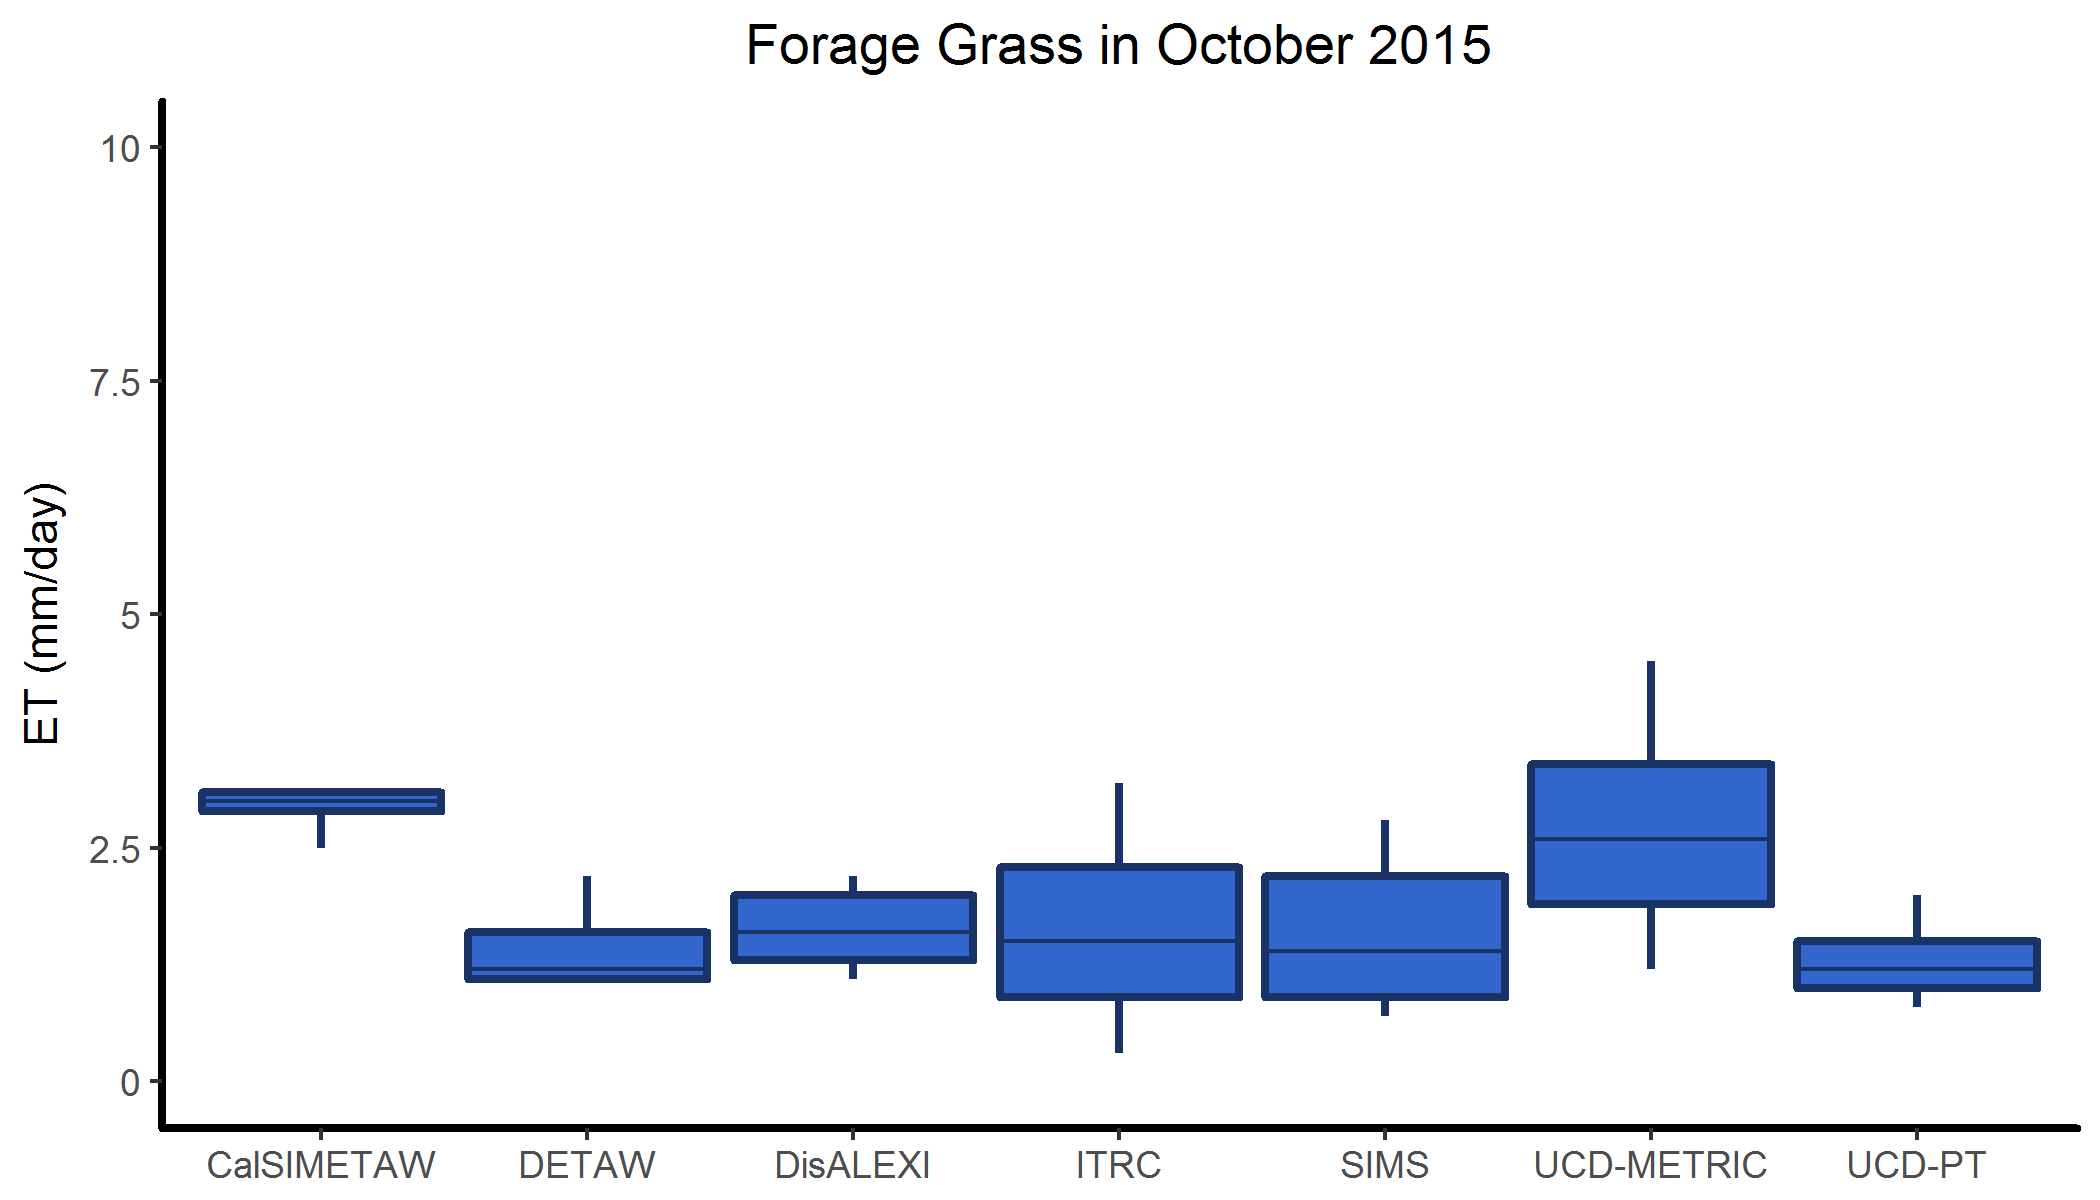 Forage Grass in October 2015
ET (mm/day)
10
7.5
5
2.5
0
CalSIMETAW DETAW DisALEXI ITRC SIMS UCD-METRIC UCD-PT